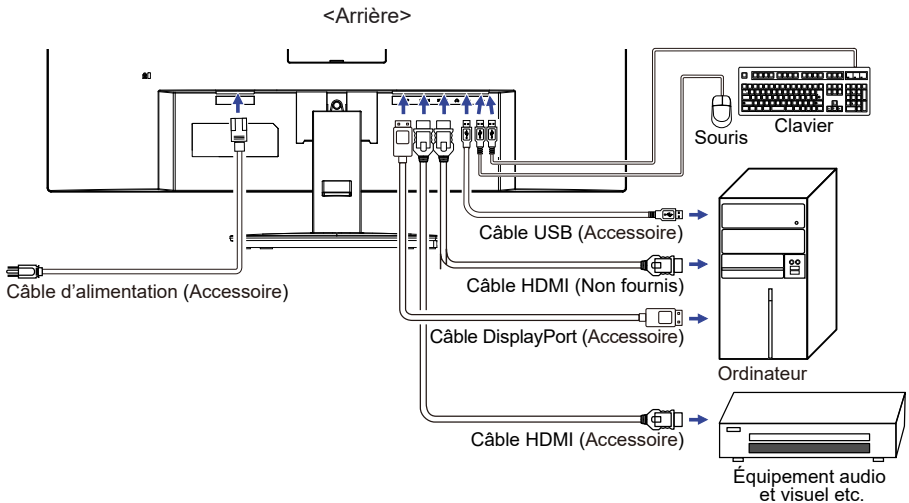 <Arrière>
Souris
Clavier
Câble USB (Accessoire)
Câble HDMI (Non fournis)
Câble d'alimentation (Accessoire)
Câble DisplayPort (Accessoire)
Ordinateur
Câble HDMI (Accessoire)
Équipement audio
et visuel etc.